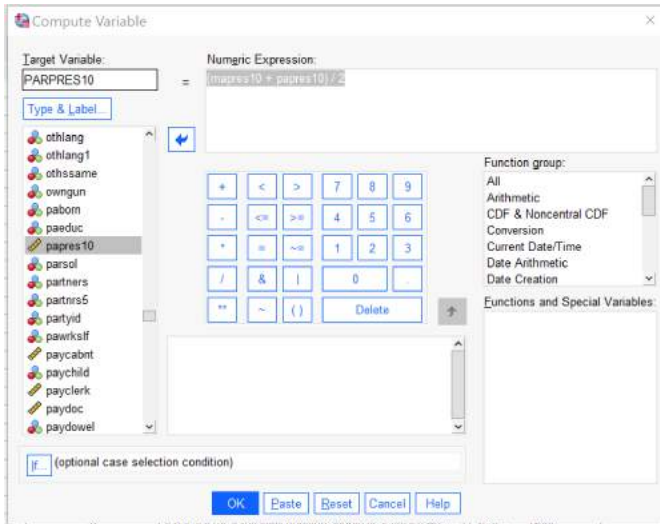 Compute Variable
Target Variable:
PARPRES10
=
Numeric Expression:
(mapres10 + papres10) / 2
Type & Label...
othlang
othlang1
othssame
owngun
paborn
paeduc
papres10
parsol
partners
partnrs5
partyid
pawrkslf
paycabnt
paychild
payclerk
paydoc
paydowel
+ < > 7 8 9
- <= >= 4 5 6
* = ~= 1 2 3
/ & | 0 .
** ~ ( ) Delete
Function group:
All
Arithmetic
CDF & Noncentral CDF
Conversion
Current Date/Time
Date Arithmetic
Date Creation
Functions and Special Variables:
If... (optional case selection condition)
OK Paste Reset Cancel Help